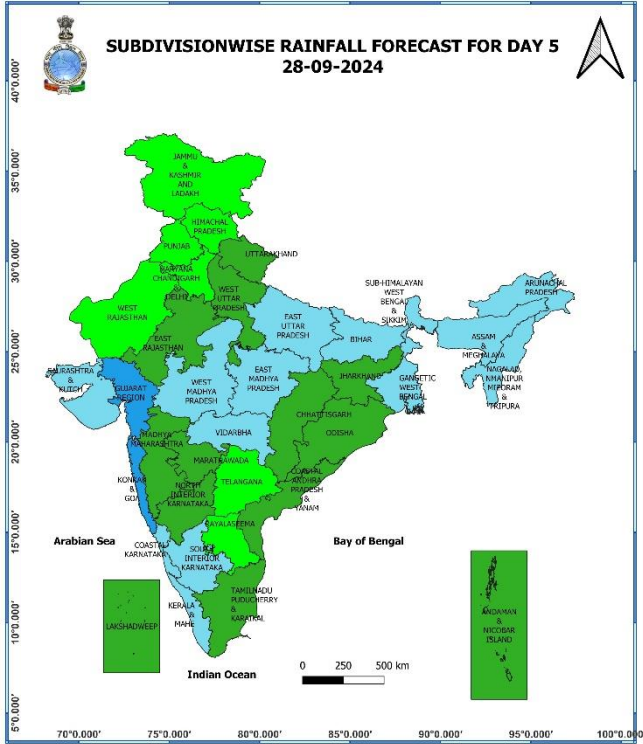 SUBDIVISIONWISE RAINFALL FORECAST FOR DAY 5
28-09-2024
40°0.000'
35°0.000'
30°0.000'
25°0.000'
20°0.000'
15°0.000'
10°0.000'
5°0.000'
JAMMU
&
KASHMIR
AND
LADAKH
HIMACHAL
PRADESH
PUNJAB
UTTARAKHAND
HARYANA
CHANDIGARH
&
DELHI
WEST
UTTAR
PRADESH
WEST
RAJASTHAN
EAST
RAJASTHAN
EAST
UTTAR
PRADESH
SUB-HIMALAYAN
WEST
BENGAL
&
SIKKIM
ARUNACHAL
PRADESH
BIHAR
ASSAM
&
MEGHALAYA
NAGALAD,
NMANIPUR
MIZORAM
&
TRIPURA
SAURASHTRA
&
KUTCH
GUJARAT
REGION
WEST
MADHYA
PRADESH
EAST
MADHYA
PRADESH
JHARKHAND
GANGETIC
WEST
BENGAL
CHHATTISGARH
ODISHA
VIDARBHA
MADHYA
MAHARASHTRA
MARATHWADA
KONKAN
&
GOA
TELANGANA
COASTAL
ANDHRA
PRADESH
&
YANAM
NORTH
INTERIOR
KARNATAKA
RAYALASEEMA
COASTAL
KARNATAKA
SOUTH
INTERIOR
KARNATAKA
Arabian Sea
Bay of Bengal
KERALA
&
MAHE
TAMILNADU
PUDUCHERRY
&
KARAIKAL
LAKSHADWEEP
ANDAMAN
&
NICOBAR
ISLAND
Indian Ocean
0 250 500 km
70°0.000' 75°0.000' 80°0.000' 85°0.000' 90°0.000' 95°0.000' 100°0.000'